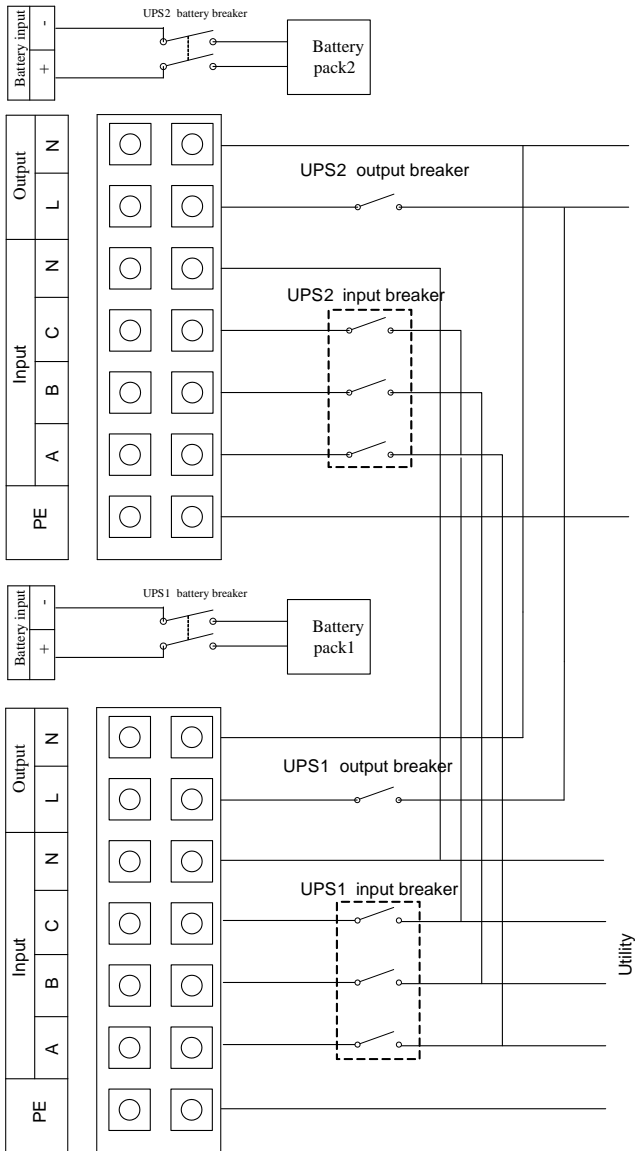 UPS2 battery breaker
Battery input
-
+
Battery
pack2
Output
N
L
UPS2 output breaker
Input
N
C
B
A
UPS2 input breaker
PE
UPS1 battery breaker
Battery input
-
+
Battery
pack1
Output
N
L
UPS1 output breaker
Input
N
C
B
A
UPS1 input breaker
Utility
PE